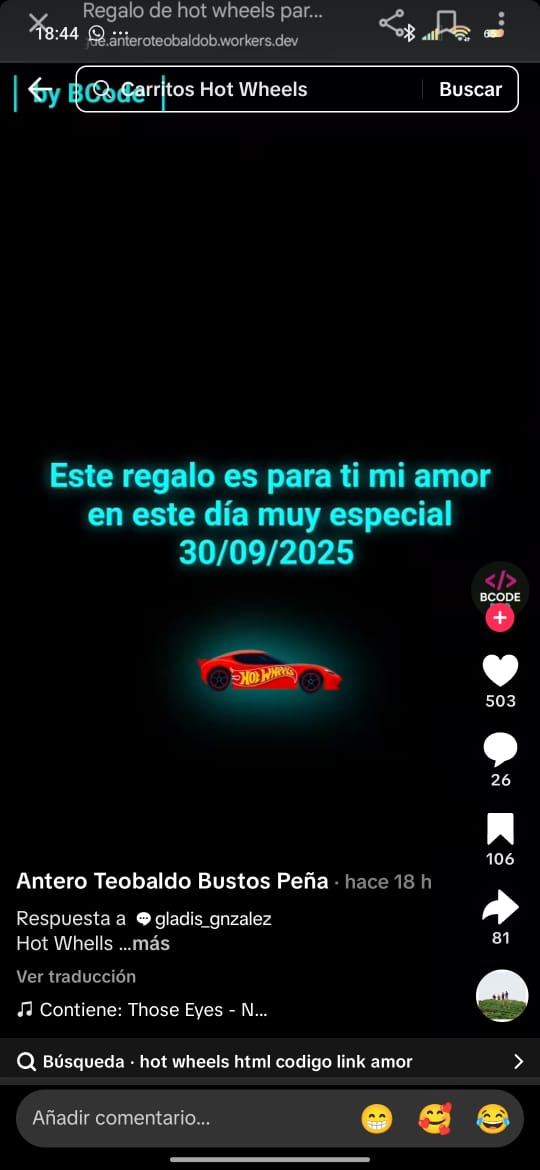 Regalo de hot wheels par...
18:44
jue.anteroteobaldob.workers.dev
by BCode
Carritos Hot Wheels
Buscar
Este regalo es para ti mi amor
en este día muy especial
30/09/2025
HOT WHEELS
</>
BCODE
503
26
106
81
Antero Teobaldo Bustos Peña · hace 18 h
Respuesta a gladis_gnzalez
Hot Whells ...más
Ver traducción
Contiene: Those Eyes - N...
Búsqueda · hot wheels html codigo link amor
Añadir comentario...